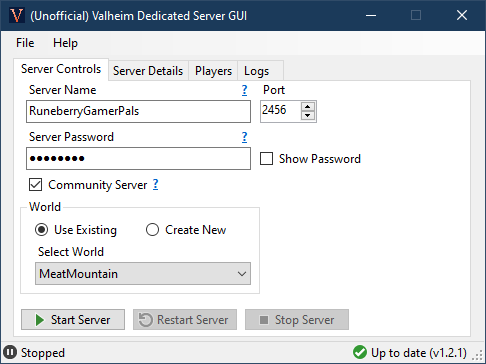 (Unofficial) Valheim Dedicated Server GUI
File Help
Server Controls Server Details Players Logs
Server Name ? Port
RuneberryGamerPals 2456
Server Password ?
●●●●●●●● Show Password
Community Server ?
World
Use Existing Create New
Select World
MeatMountain
Start Server Restart Server Stop Server
Stopped Up to date (v1.2.1)